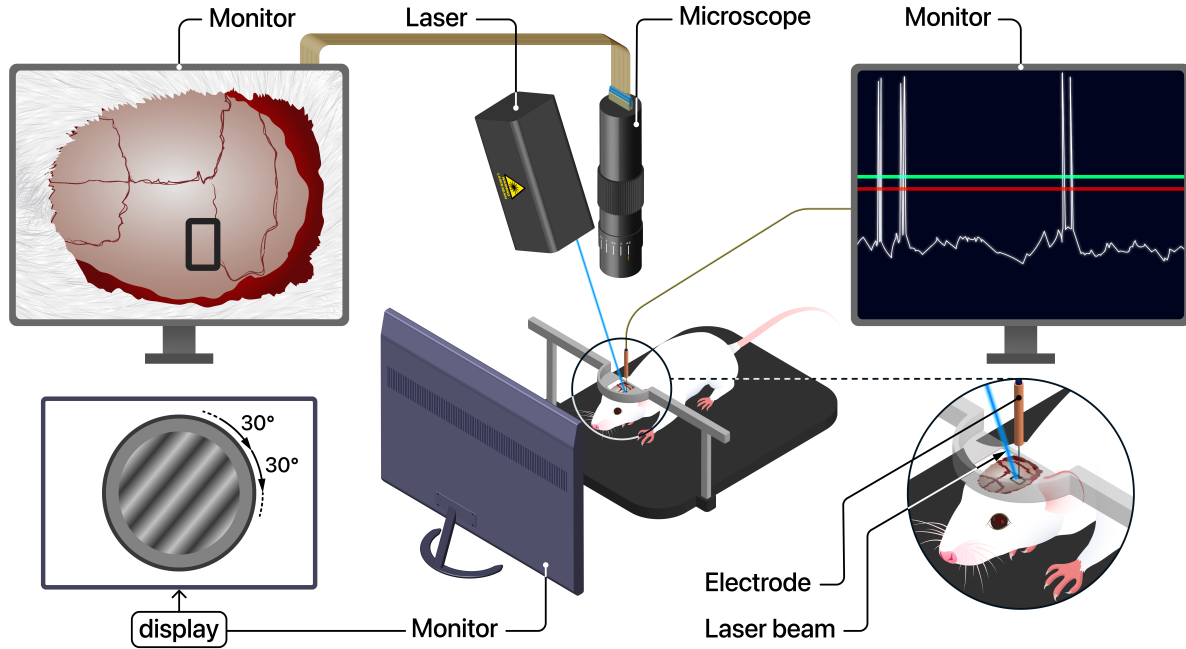 Monitor
Laser
Microscope
Monitor
30°
30°
display
Monitor
Electrode
Laser beam